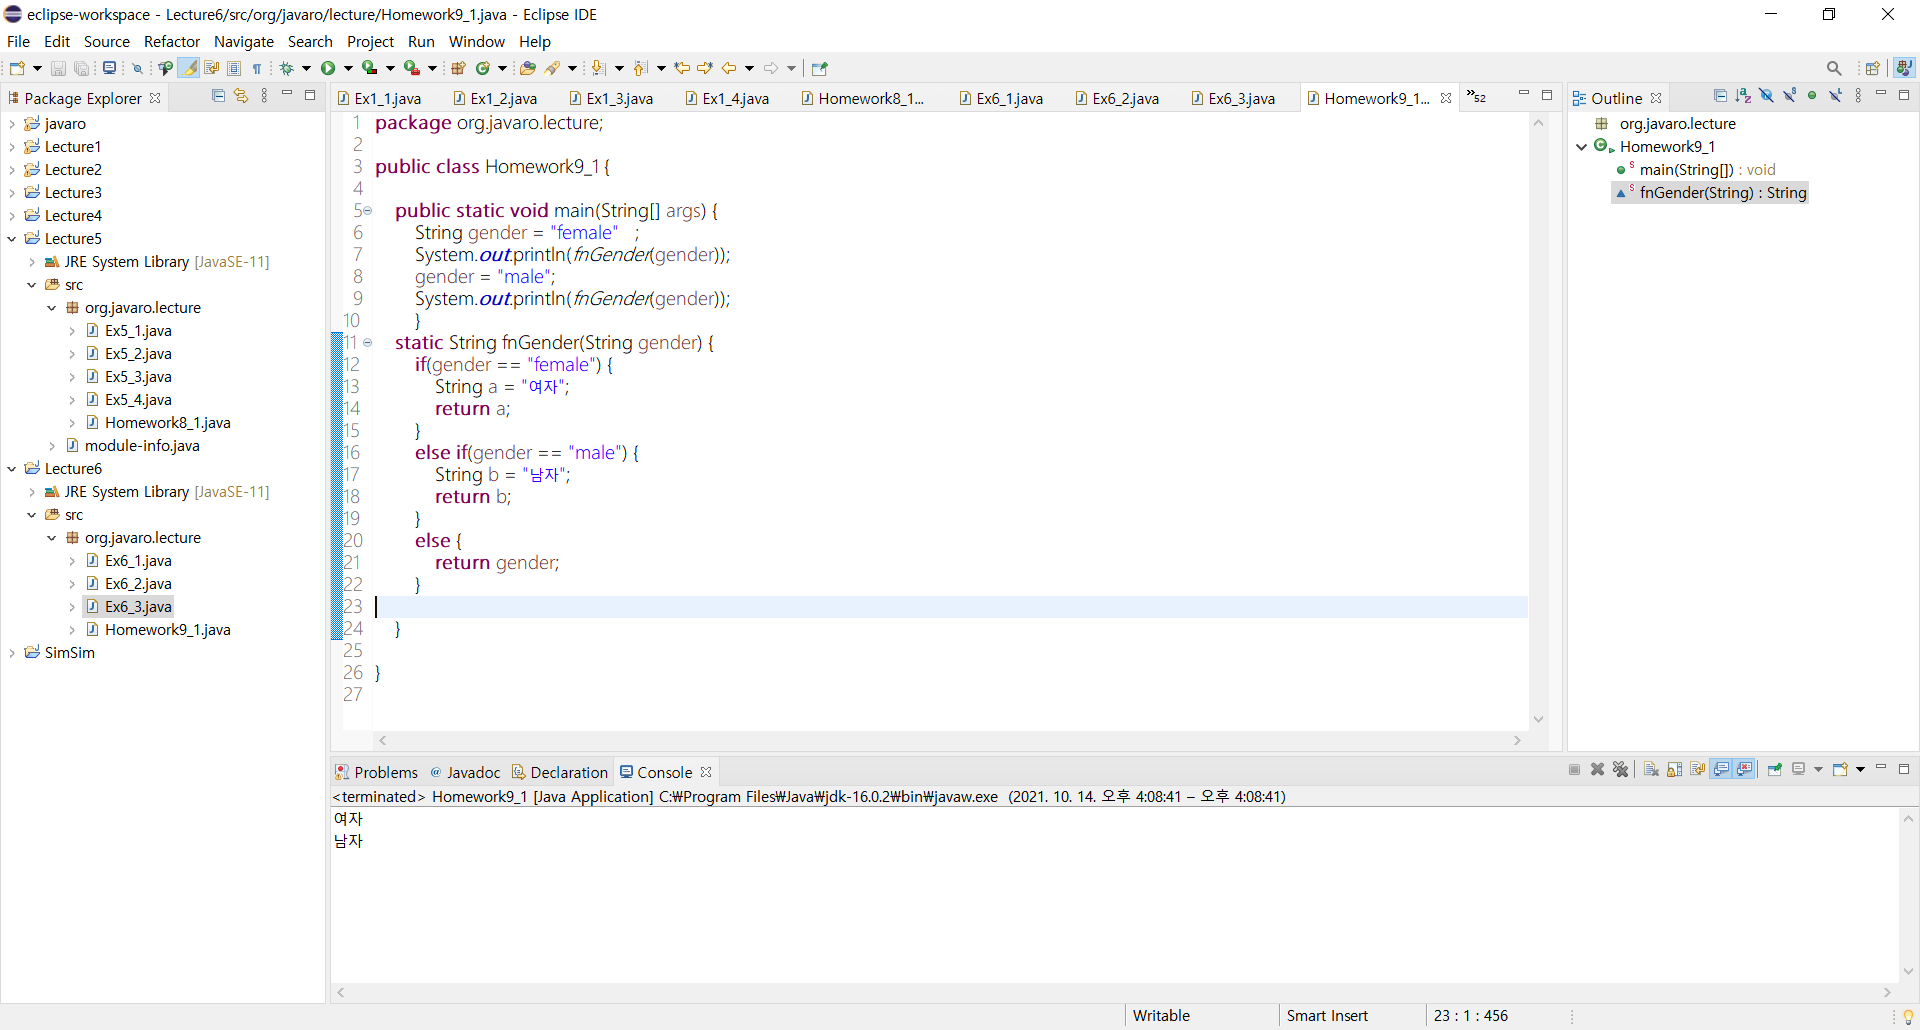 eclipse-workspace - Lecture6/src/org/javaro/lecture/Homework9_1.java - Eclipse IDE
File Edit Source Refactor Navigate Search Project Run Window Help
Package Explorer
javaro
Lecture1
Lecture2
Lecture3
Lecture4
Lecture5
JRE System Library [JavaSE-11]
src
org.javaro.lecture
Ex5_1.java
Ex5_2.java
Ex5_3.java
Ex5_4.java
Homework8_1.java
module-info.java
Lecture6
JRE System Library [JavaSE-11]
src
org.javaro.lecture
Ex6_1.java
Ex6_2.java
Ex6_3.java
Homework9_1.java
SimSim
Ex1_1.java Ex1_2.java Ex1_3.java Ex1_4.java Homework8_1... Ex6_1.java Ex6_2.java Ex6_3.java Homework9_1... »52
1 package org.javaro.lecture;
2
3 public class Homework9_1 {
4
5 public static void main(String[] args) {
6 String gender = "female" ;
7 System.out.println(fnGender(gender));
8 gender = "male";
9 System.out.println(fnGender(gender));
10 }
11 static String fnGender(String gender) {
12 if(gender == "female") {
13 String a = "여자";
14 return a;
15 }
16 else if(gender == "male") {
17 String b = "남자";
18 return b;
19 }
20 else {
21 return gender;
22 }
23
24 }
25
26 }
27
Outline
org.javaro.lecture
Homework9_1
main(String[]) : void
fnGender(String) : String
Problems @ Javadoc Declaration Console
<terminated> Homework9_1 [Java Application] C:₩Program Files₩Java₩jdk-16.0.2₩bin₩javaw.exe (2021. 10. 14. 오후 4:08:41 – 오후 4:08:41)
여자
남자
Writable Smart Insert 23 : 1 : 456